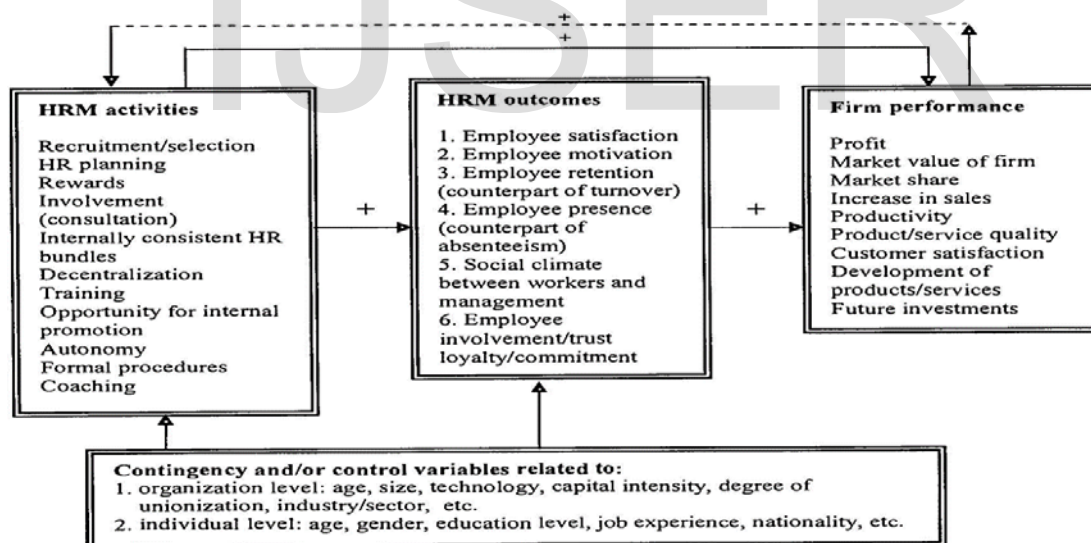 IJSER
+
+
HRM activities
Recruitment/selection
HR planning
Rewards
Involvement
(consultation)
Internally consistent HR
bundles
Decentralization
Training
Opportunity for internal
promotion
Autonomy
Formal procedures
Coaching
+
HRM outcomes
1. Employee satisfaction
2. Employee motivation
3. Employee retention
(counterpart of turnover)
4. Employee presence
(counterpart of
absenteeism)
5. Social climate
between workers and
management
6. Employee
involvement/trust
loyalty/commitment
+
Firm performance
Profit
Market value of firm
Market share
Increase in sales
Productivity
Product/service quality
Customer satisfaction
Development of
products/services
Future investments
Contingency and/or control variables related to:
1. organization level: age, size, technology, capital intensity, degree of
unionization, industry/sector, etc.
2. individual level: age, gender, education level, job experience, nationality, etc.